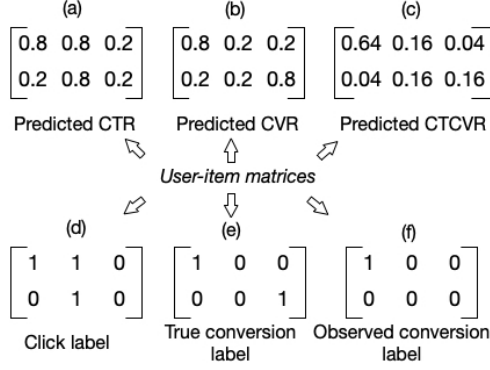 (a) (b) (c)
0.8 0.8 0.2 0.8 0.2 0.2 0.64 0.16 0.04
0.2 0.8 0.2 0.2 0.2 0.8 0.04 0.16 0.16
Predicted CTR Predicted CVR Predicted CTCVR
User-item matrices
(d) (e) (f)
1 1 0 1 0 0 1 0 0
0 1 0 0 0 1 0 0 0
Click label True conversion label Observed conversion label